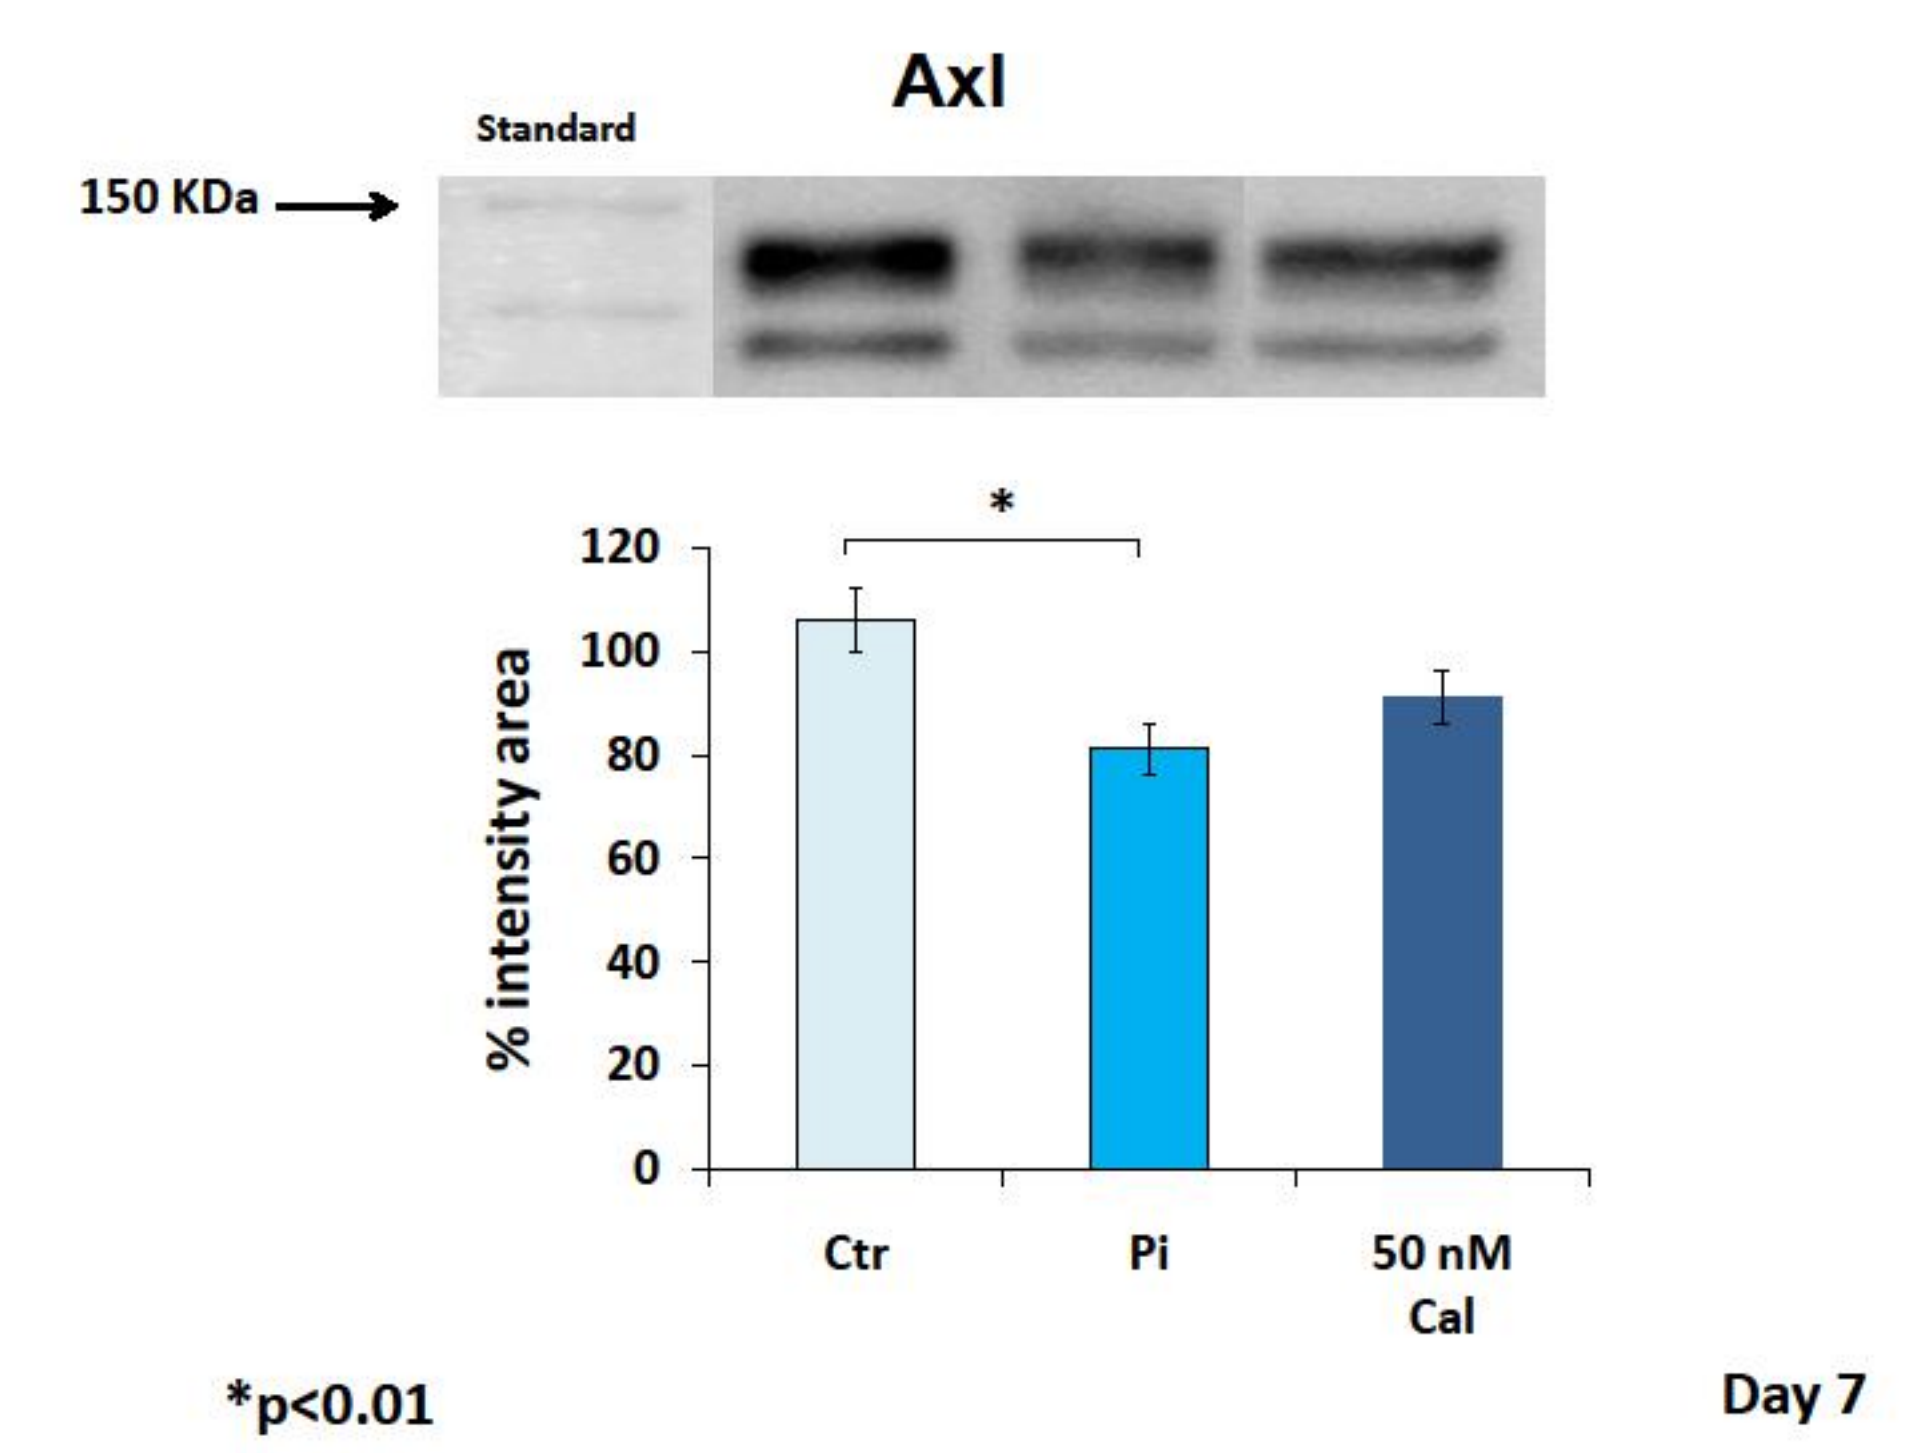 Axl
Standard
150 KDa
*
120
100
80
60
40
20
0
% intensity area
Ctr
Pi
50 nM
Cal
*p<0.01
Day 7